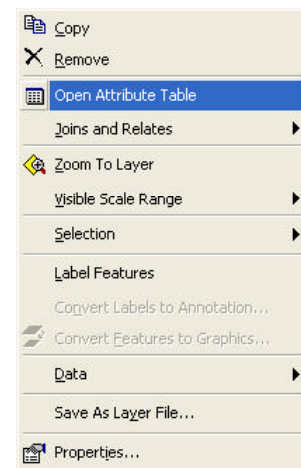 Copy
Remove
Open Attribute Table
Joins and Relates
Zoom To Layer
Visible Scale Range
Selection
Label Features
Convert Labels to Annotation...
Convert Features to Graphics...
Data
Save As Layer File...
Properties...